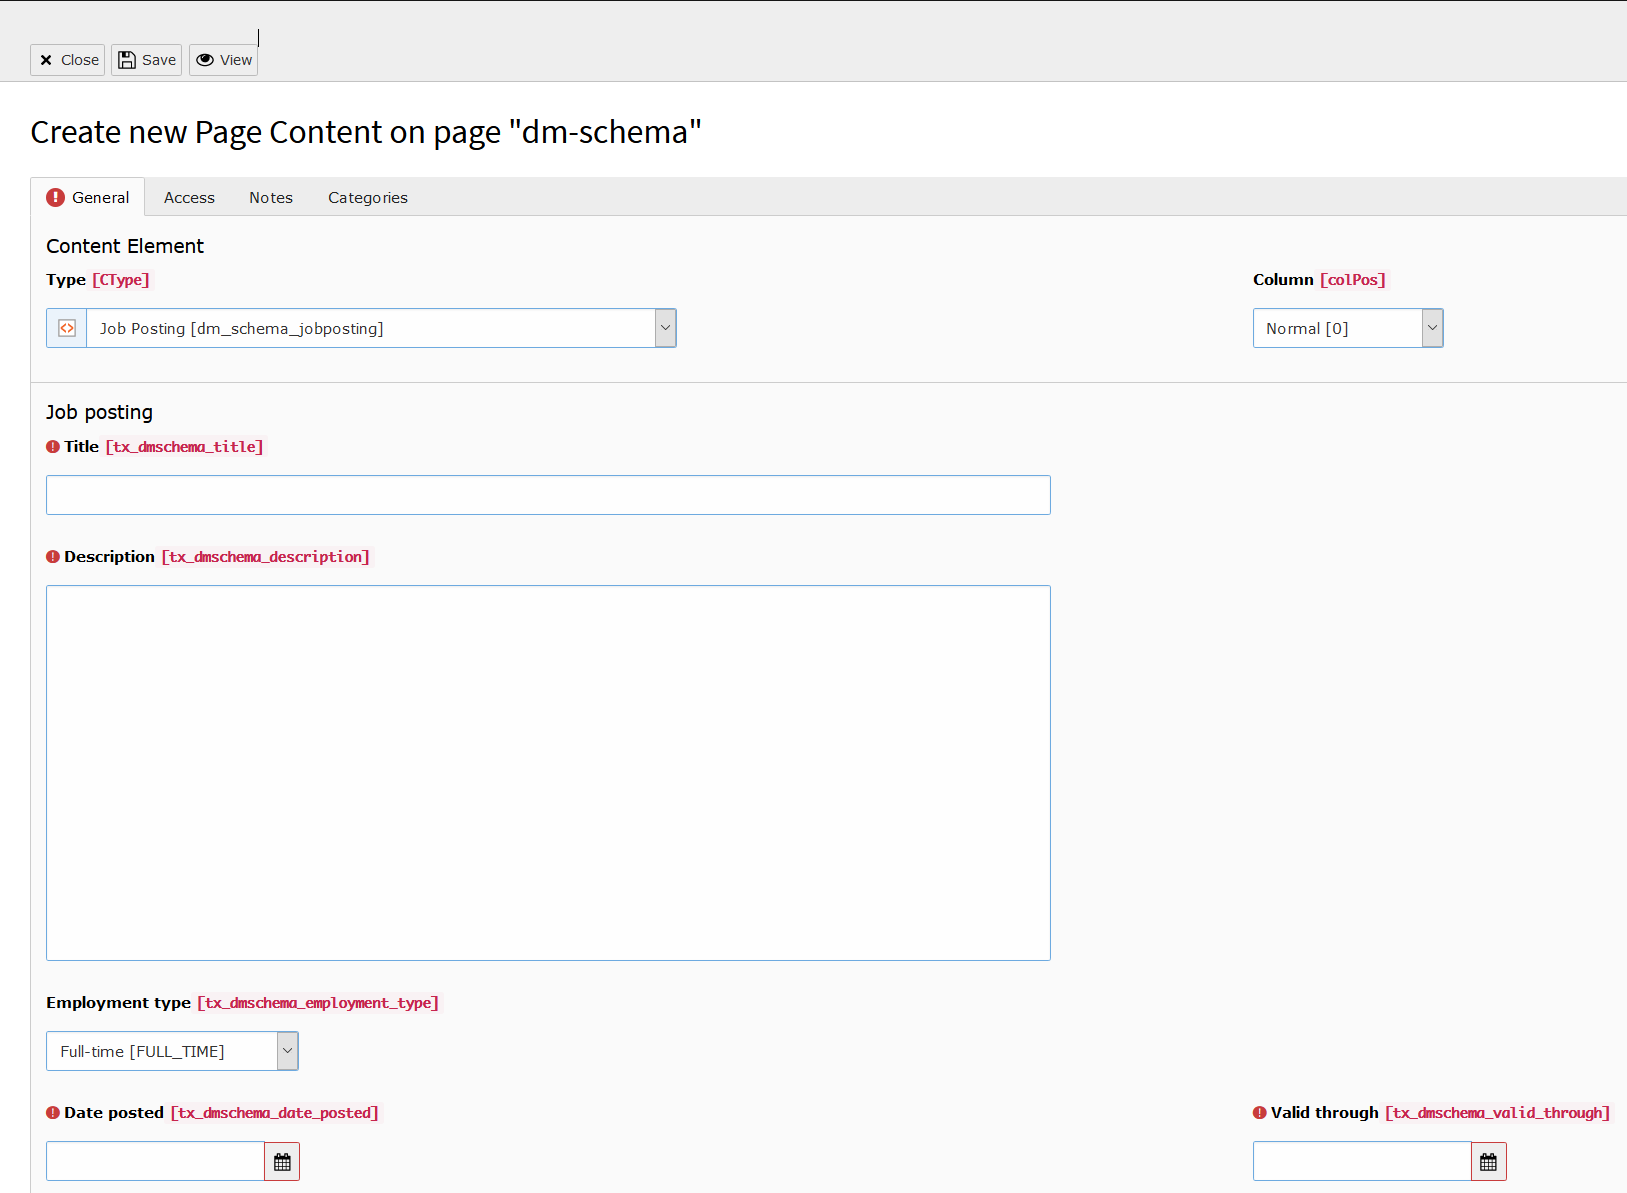 Close Save View
Create new Page Content on page "dm-schema"
General Access Notes Categories
Content Element
Type [CType] Column [colPos]
Job Posting [dm_schema_jobposting] Normal [0]
Job posting
Title [tx_dmschema_title]
Description [tx_dmschema_description]
Employment type [tx_dmschema_employment_type]
Full-time [FULL_TIME]
Date posted [tx_dmschema_date_posted] Valid through [tx_dmschema_valid_through]